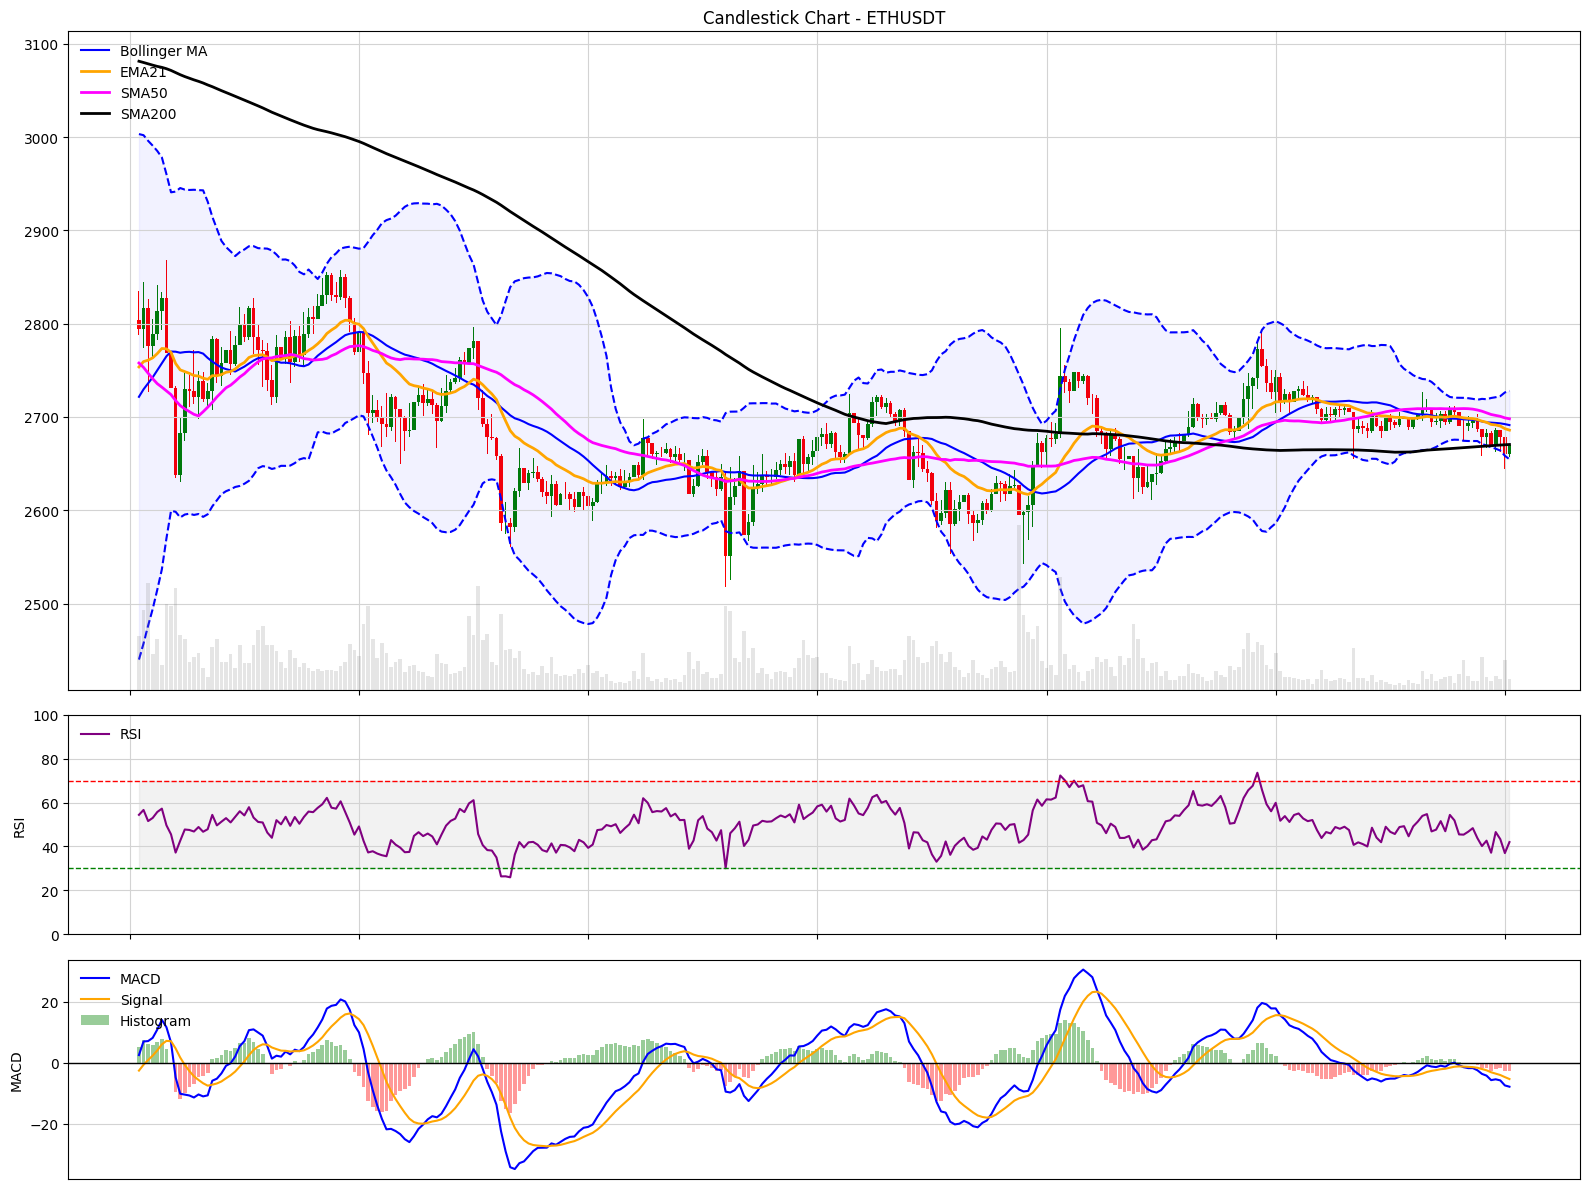 Candlestick Chart - ETHUSDT
Bollinger MA
EMA21
SMA50
SMA200
3100
3000
2900
2800
2700
2600
2500
RSI
RSI
100
80
60
40
20
0
MACD
Signal
Histogram
MACD
20
0
−20